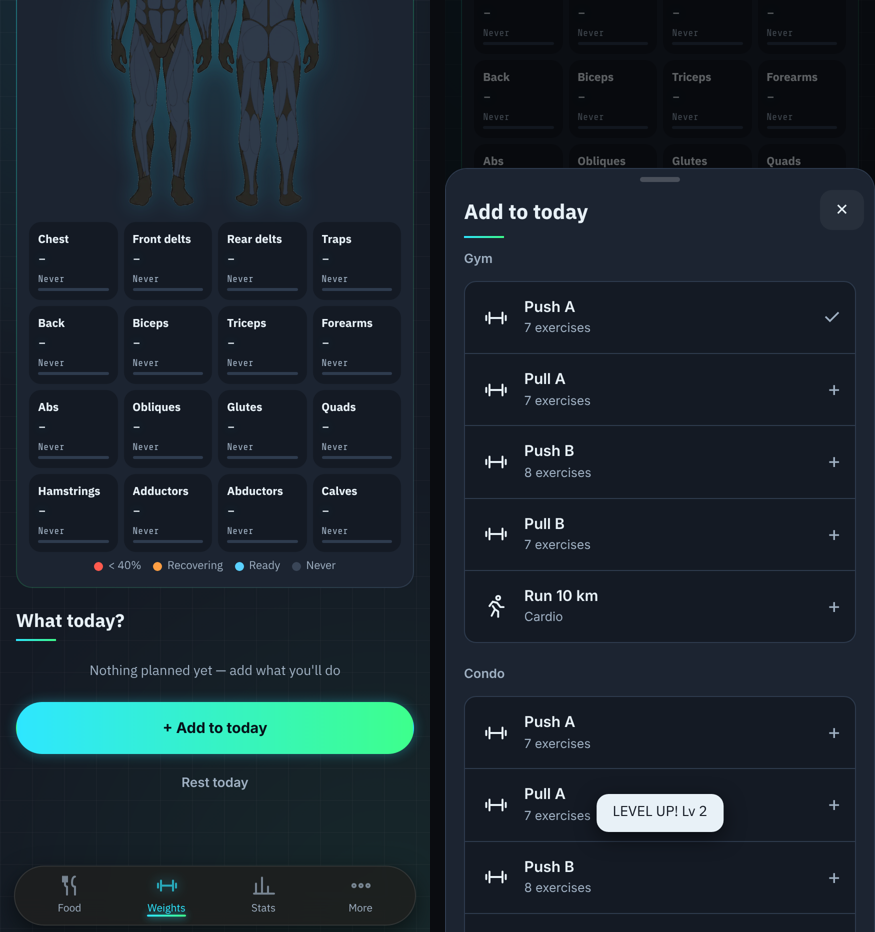 Chest Front delts Rear delts Traps
– – – –
Never Never Never Never
Back Biceps Triceps Forearms
– – – –
Never Never Never Never
Abs Obliques Glutes Quads
– – – –
Never Never Never Never
Hamstrings Adductors Abductors Calves
– – – –
Never Never Never Never
< 40% Recovering Ready Never
What today?
Nothing planned yet — add what you'll do
+ Add to today
Rest today
Food Weights Stats More
– – – –
Never Never Never Never
Back Biceps Triceps Forearms
– – – –
Never Never Never Never
Abs Obliques Glutes Quads
Add to today
Gym
Push A
7 exercises
Pull A
7 exercises
Push B
8 exercises
Pull B
7 exercises
Run 10 km
Cardio
Condo
Push A
7 exercises
Pull A
7 exercises
LEVEL UP! Lv 2
Push B
8 exercises